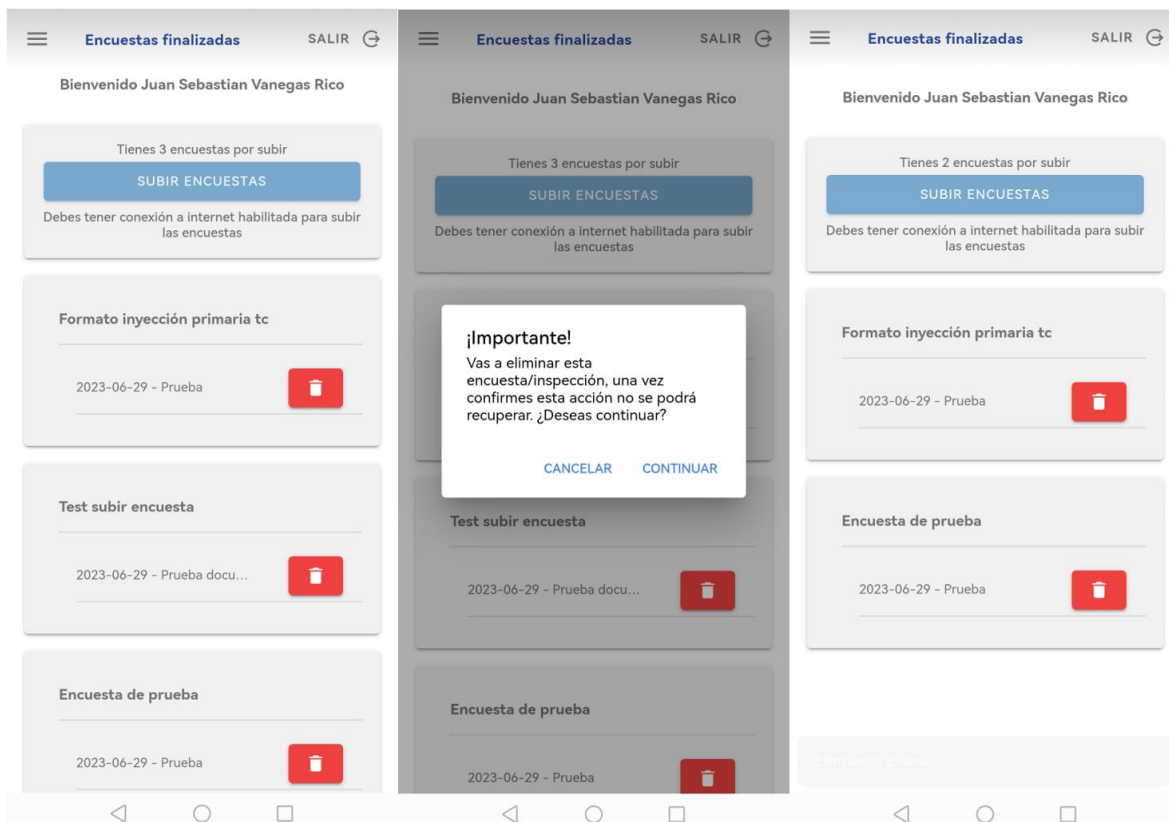 Encuestas finalizadas
SALIR
Bienvenido Juan Sebastian Vanegas Rico
Tienes 3 encuestas por subir
SUBIR ENCUESTAS
Debes tener conexión a internet habilitada para subir
las encuestas
Formato inyección primaria tc
2023-06-29 - Prueba
Test subir encuesta
2023-06-29 - Prueba docu...
Encuesta de prueba
2023-06-29 - Prueba
Encuestas finalizadas
SALIR
Bienvenido Juan Sebastian Vanegas Rico
Tienes 3 encuestas por subir
SUBIR ENCUESTAS
Debes tener conexión a internet habilitada para subir
las encuestas
¡Importante!
Vas a eliminar esta
encuesta/inspección, una vez
confirmes esta acción no se podrá
recuperar. ¿Deseas continuar?
CANCELAR
CONTINUAR
Test subir encuesta
2023-06-29 - Prueba docu...
Encuesta de prueba
2023-06-29 - Prueba
Encuestas finalizadas
SALIR
Bienvenido Juan Sebastian Vanegas Rico
Tienes 2 encuestas por subir
SUBIR ENCUESTAS
Debes tener conexión a internet habilitada para subir
las encuestas
Formato inyección primaria tc
2023-06-29 - Prueba
Encuesta de prueba
2023-06-29 - Prueba